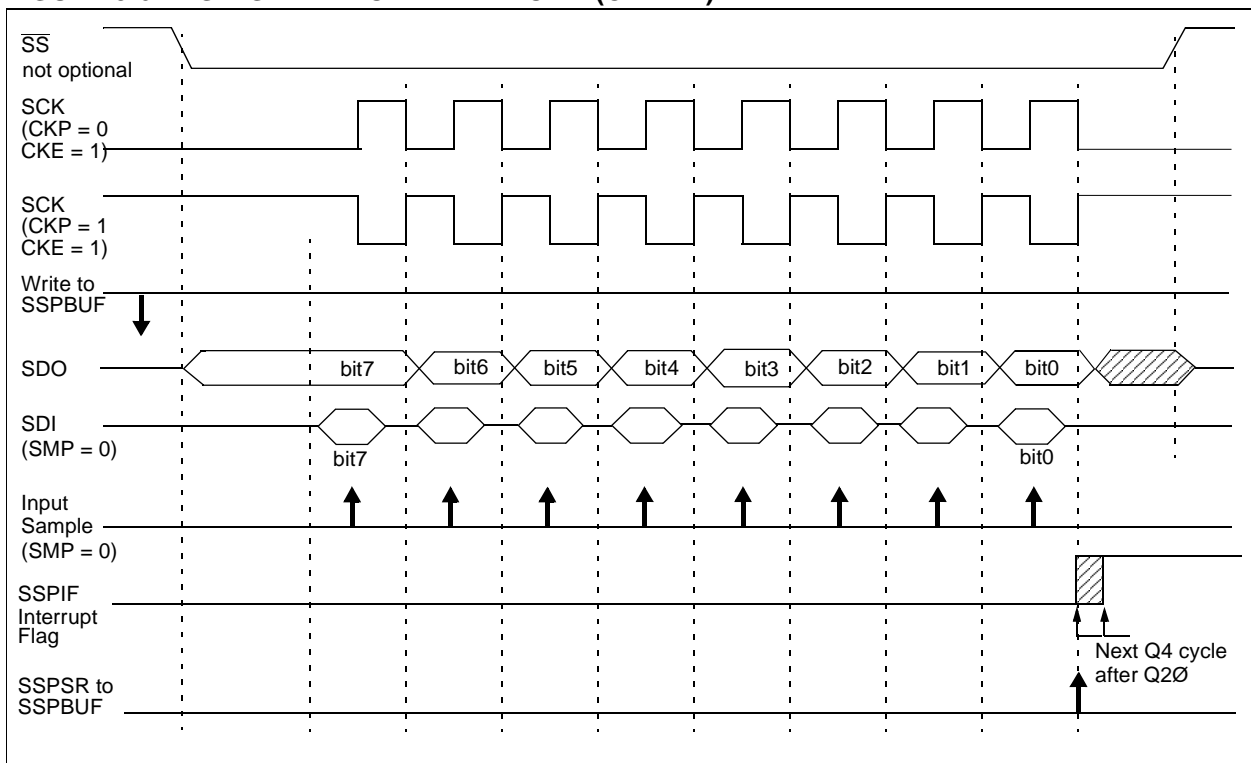 SS
not optional
SCK
(CKP = 0
CKE = 1)
SCK
(CKP = 1
CKE = 1)
Write to
SSPBUF
SDO
bit7 bit6 bit5 bit4 bit3 bit2 bit1 bit0
SDI
(SMP = 0)
bit7 bit0
Input
Sample
(SMP = 0)
SSPIF
Interrupt
Flag
Next Q4 cycle
after Q2Ø
SSPSR to
SSPBUF